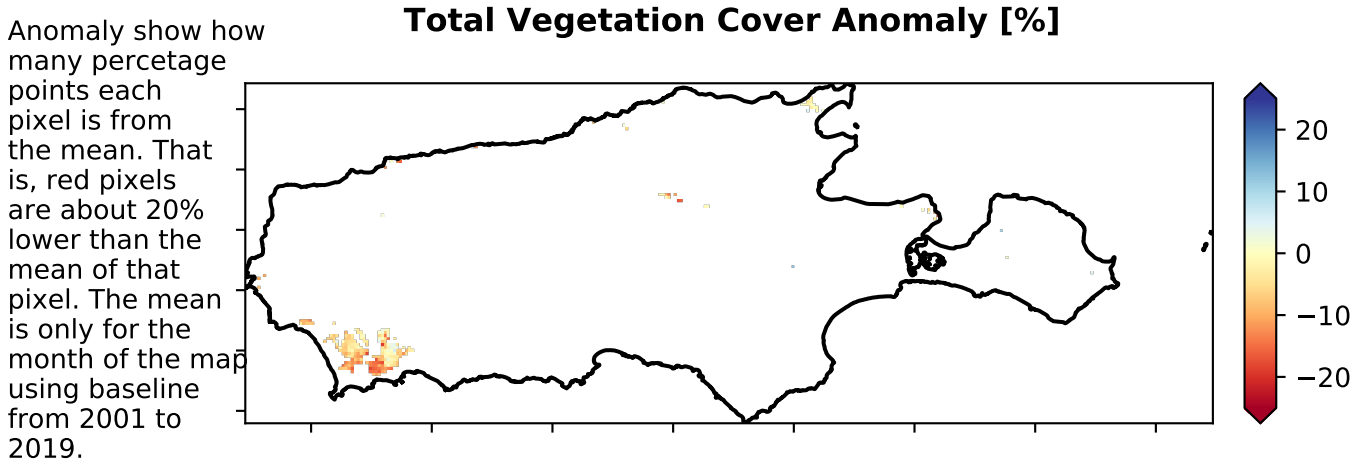 Total Vegetation Cover Anomaly [%]
Anomaly show how
many percetage
points each
pixel is from
the mean. That
is, red pixels
are about 20%
lower than the
mean of that
pixel. The mean
is only for the
month of the map
using baseline
from 2001 to
2019.
20
10
0
−10
−20